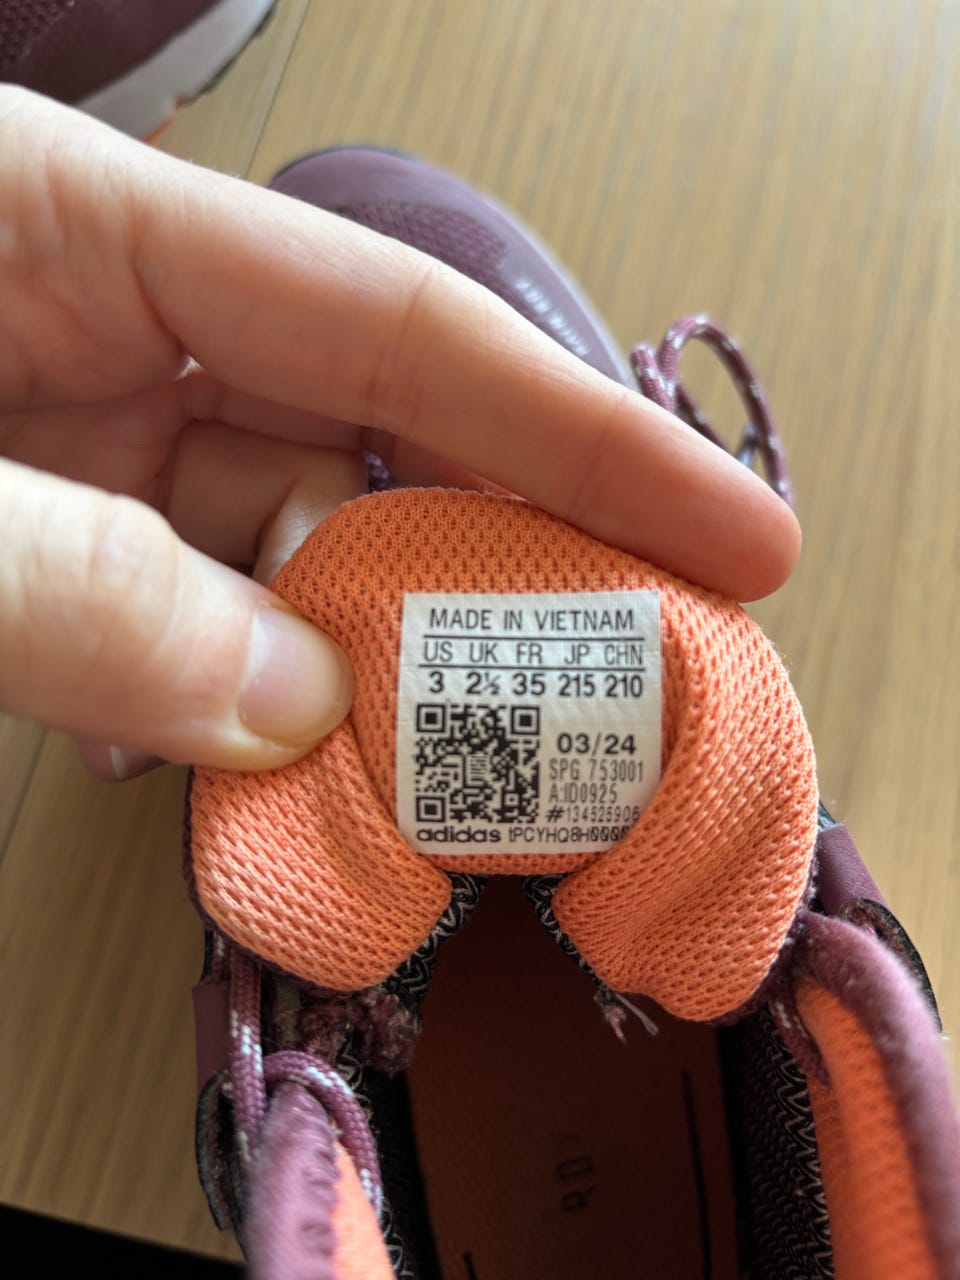 MADE IN VIETNAM
US UK FR JP CHN
3 2½ 35 215 210
03/24
SPG 753001
A:ID0925
#134525906
adidas
RDY